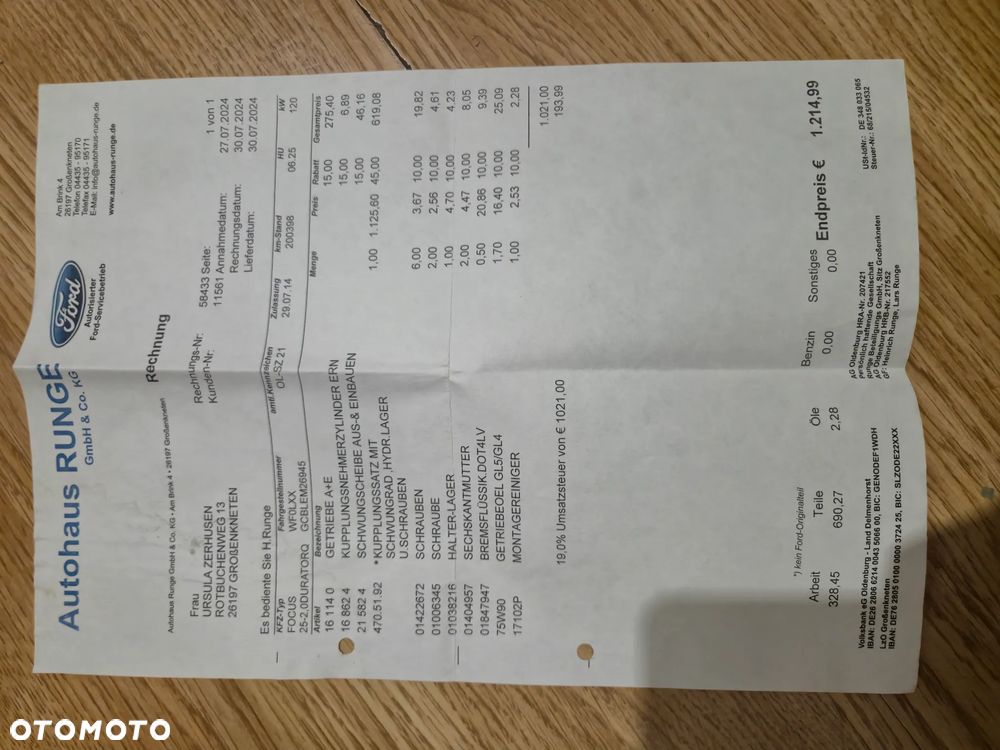 Autohaus RUNGE
GmbH & Co. KG
Ford
Autorisierter
Ford-Servicebetrieb
Am Brink 4
26197 Großenkneten
Telefon 04435 - 95170
Telefax 04435 - 95171
E-Mail: info@autohaus-runge.de
www.autohaus-runge.de
Autohaus Runge GmbH & Co. KG • Am Brink 4 • 26197 Großenkneten
Rechnung
Frau
URSULA ZERHUSEN
ROTBUCHENWEG 13
26197 GROßENKNETEN
Rechnungs-Nr: 58433 Seite: 1 von 1
Kunden-Nr: 11561 Annahmedatum: 27.07.2024
Rechnungsdatum: 30.07.2024
Lieferdatum: 30.07.2024
Es bediente Sie H.Runge
KFZ-Typ Fahrgestellnummer amtl.Kennzeichen Zulassung km-Stand HU kW
FOCUS WF0LXX OL-SZ 21 29.07.14 200398 06.25 120
25-2,0DURATORQ GCBLEM26945
Artikel Bezeichnung Menge Preis Rabatt Gesamtpreis
16 114 0 GETRIEBE A+E 15,00 275,40
16 862 4 KUPPLUNGSNEHMERZYLINDER ERN 15,00 6,89
21 582 4 SCHWUNGSCHEIBE AUS-& EINBAUEN 15,00 46,16
470.51.92 *KUPPLUNGSSATZ MIT 1,00 1.125,60 45,00 619,08
SCHWUNGRAD ,HYDR.LAGER
U.SCHRAUBEN
01422672 SCHRAUBEN 6,00 3,67 10,00 19,82
01006345 SCHRAUBE 2,00 2,56 10,00 4,61
01038216 HALTER-LAGER 1,00 4,70 10,00 4,23
01404957 SECHSKANTMUTTER 2,00 4,47 10,00 8,05
01847947 BREMSFLÜSSIK.DOT4LV 0,50 20,86 10,00 9,39
75W90 GETRIEBEOEL GL5/GL4 1,70 16,40 10,00 25,09
17102P MONTAGEREINIGER 1,00 2,53 10,00 2,28
1.021,00
19,0% Umsatzsteuer von € 1021,00 193,99
*) kein Ford-Originalteil
Arbeit Teile Öle Benzin Sonstiges Endpreis € 1.214,99
328,45 690,27 2,28 0,00 0,00
Volksbank eG Oldenburg - Land Delmenhorst
IBAN: DE26 2806 6214 0043 5066 00, BIC: GENODEF1WDH
LzO Großenkneten
IBAN: DE76 2805 0100 0000 3724 25, BIC: SLZODE22XXX
AG Oldenburg HRA-Nr. 207421
persönlich haftende Gesellschaft
Runge Beteiligungs GmbH, Sitz Großenkneten
AG Oldenburg HRB-Nr. 217552
GF: Heinrich Runge, Lars Runge
USt-IdNr.: DE 348 033 065
Steuer-Nr.: 68/215/04532
OTOMOTO